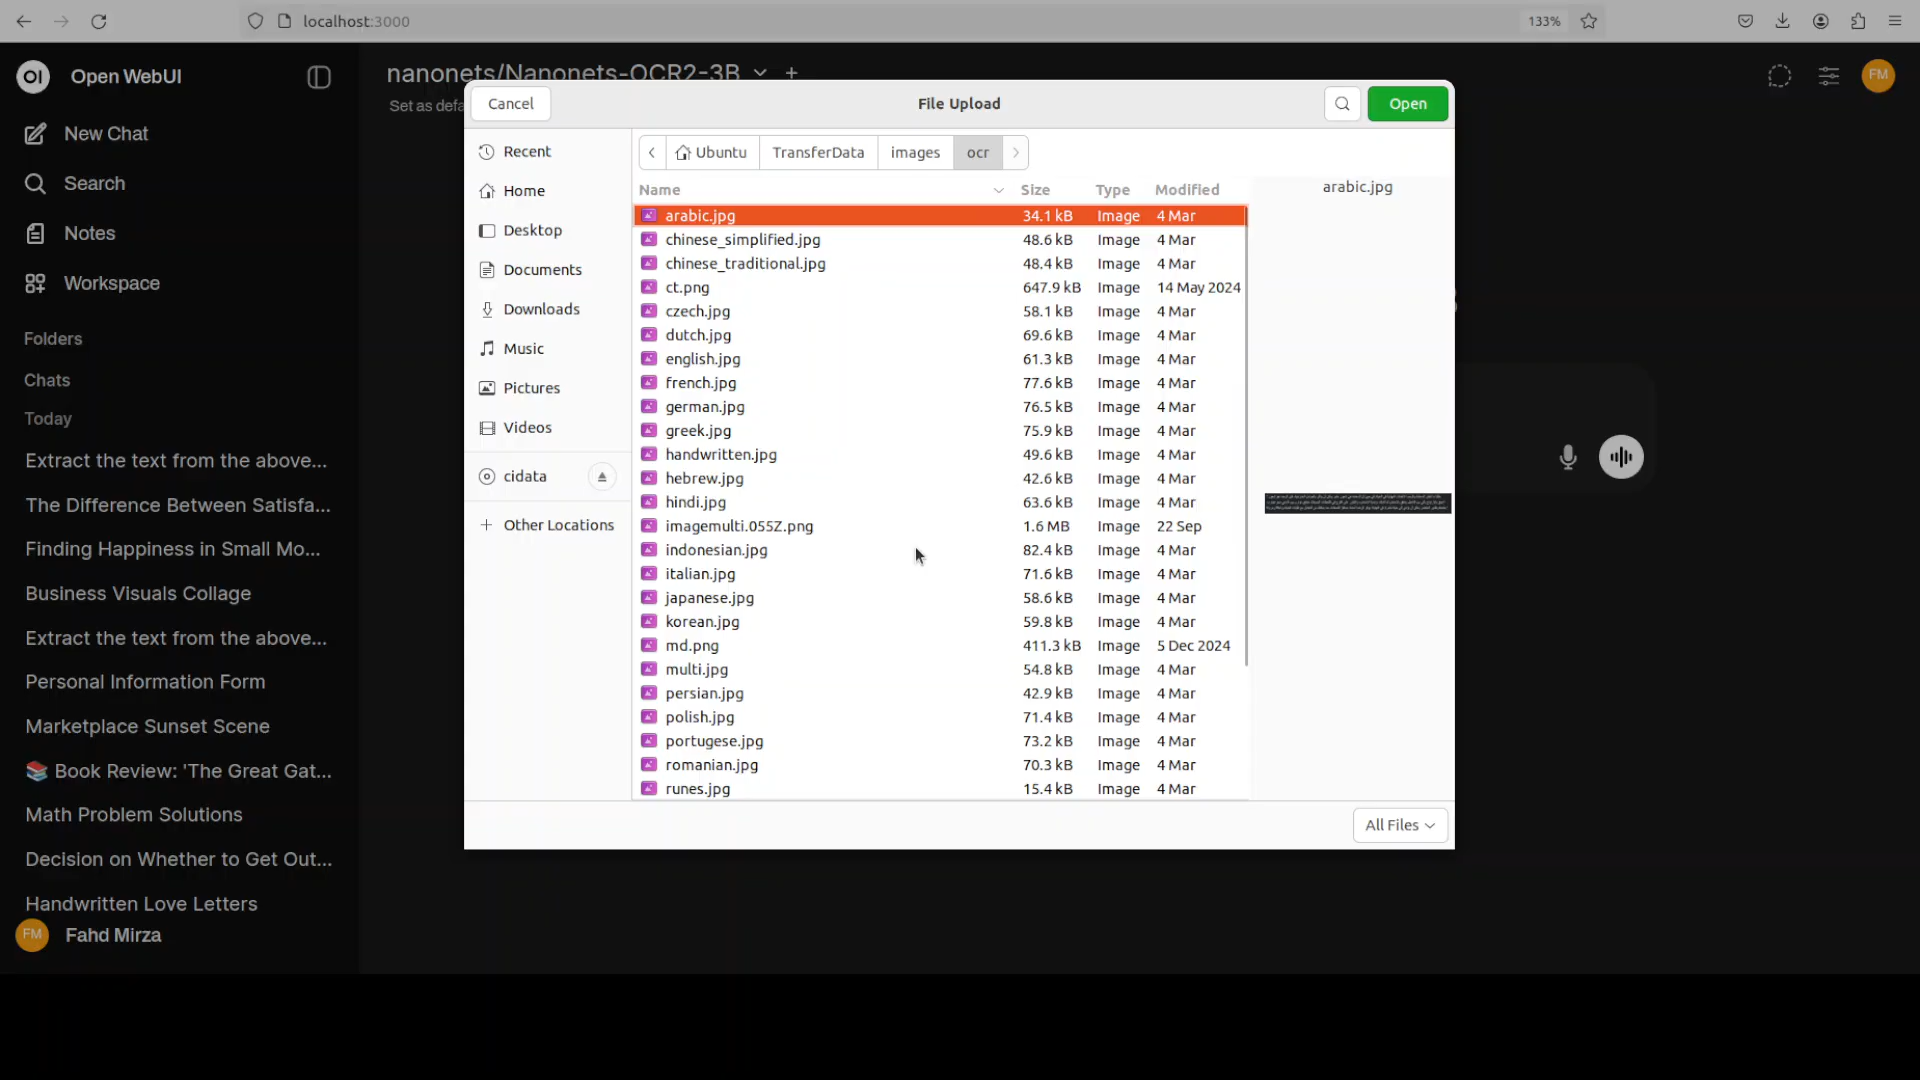 localhost:3000
133%
OI Open WebUI
New Chat
Search
Notes
Workspace
Folders
Chats
Today
Extract the text from the above...
The Difference Between Satisfa...
Finding Happiness in Small Mo...
Business Visuals Collage
Extract the text from the above...
Personal Information Form
Marketplace Sunset Scene
📚 Book Review: 'The Great Gat...
Math Problem Solutions
Decision on Whether to Get Out...
Handwritten Love Letters
FM Fahd Mirza
nanonets/Nanonets-OCR2-3B
Set as defa
FM
Cancel
File Upload
Open
Recent
Home
Desktop
Documents
Downloads
Music
Pictures
Videos
cidata
Other Locations
Ubuntu TransferData images ocr
Name Size Type Modified
arabic.jpg 34.1 kB Image 4 Mar
chinese_simplified.jpg 48.6 kB Image 4 Mar
chinese_traditional.jpg 48.4 kB Image 4 Mar
ct.png 647.9 kB Image 14 May 2024
czech.jpg 58.1 kB Image 4 Mar
dutch.jpg 69.6 kB Image 4 Mar
english.jpg 61.3 kB Image 4 Mar
french.jpg 77.6 kB Image 4 Mar
german.jpg 76.5 kB Image 4 Mar
greek.jpg 75.9 kB Image 4 Mar
handwritten.jpg 49.6 kB Image 4 Mar
hebrew.jpg 42.6 kB Image 4 Mar
hindi.jpg 63.6 kB Image 4 Mar
imagemulti.055Z.png 1.6 MB Image 22 Sep
indonesian.jpg 82.4 kB Image 4 Mar
italian.jpg 71.6 kB Image 4 Mar
japanese.jpg 58.6 kB Image 4 Mar
korean.jpg 59.8 kB Image 4 Mar
md.png 411.3 kB Image 5 Dec 2024
multi.jpg 54.8 kB Image 4 Mar
persian.jpg 42.9 kB Image 4 Mar
polish.jpg 71.4 kB Image 4 Mar
portugese.jpg 73.2 kB Image 4 Mar
romanian.jpg 70.3 kB Image 4 Mar
runes.jpg 15.4 kB Image 4 Mar
arabic.jpg
All Files